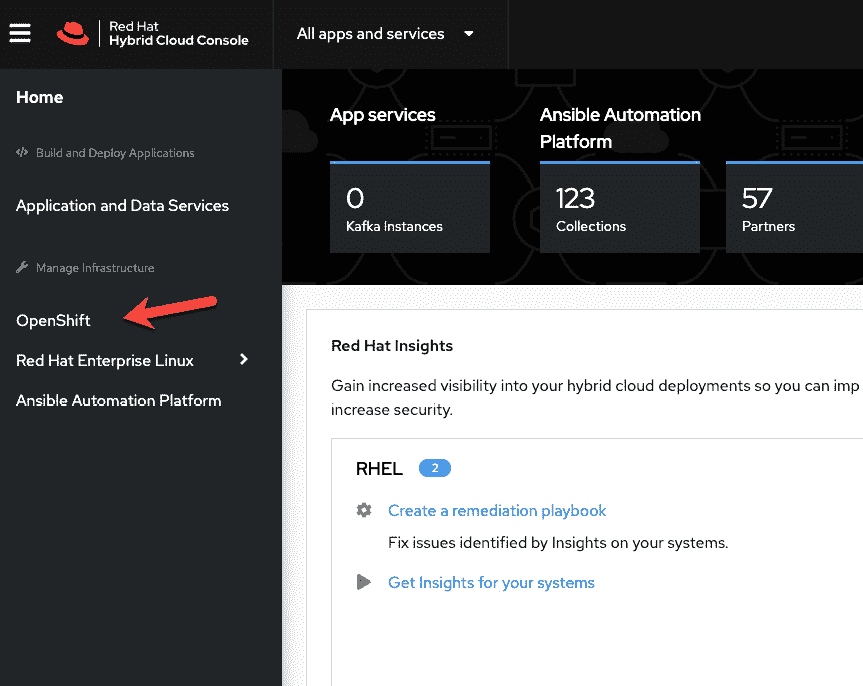 Red Hat
Hybrid Cloud Console
All apps and services
Home
Build and Deploy Applications
Application and Data Services
Manage Infrastructure
OpenShift
Red Hat Enterprise Linux
Ansible Automation Platform
App services
0
Kafka Instances
Ansible Automation
Platform
123
Collections
57
Partners
Red Hat Insights
Gain increased visibility into your hybrid cloud deployments so you can imp
increase security.
RHEL 2
Create a remediation playbook
Fix issues identified by Insights on your systems.
Get Insights for your systems